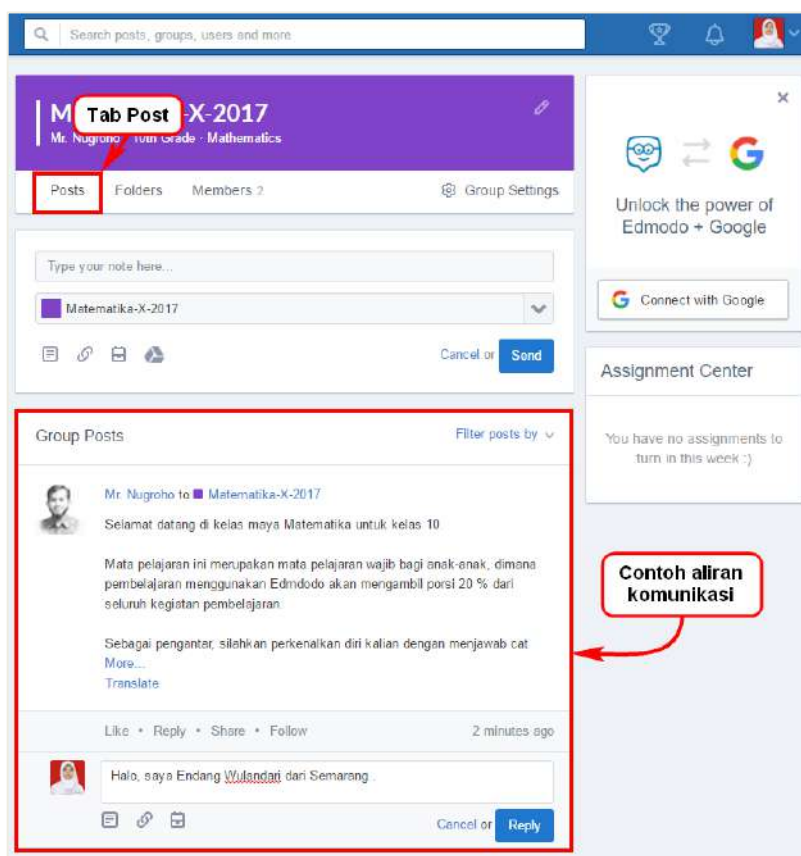 Search posts, groups, users and more
Tab Post
-X-2017
Mr. Nugroho · 10th Grade · Mathematics
Posts
Folders
Members 2
Group Settings
Unlock the power of
Edmodo + Google
Connect with Google
Type your note here...
Matematika-X-2017
Cancel or Send
Assignment Center
You have no assignments to
turn in this week :)
Group Posts
Filter posts by
Mr. Nugroho to Matematika-X-2017
Selamat datang di kelas maya Matematika untuk kelas 10
Mata pelajaran ini merupakan mata pelajaran wajib bagi anak-anak, dimana
pembelajaran menggunakan Edmdodo akan mengambil porsi 20 % dari
seluruh kegiatan pembelajaran.
Sebagai pengantar, silahkan perkenalkan diri kalian dengan menjawab cat
More...
Translate
Contoh aliran
komunikasi
Like • Reply • Share • Follow
2 minutes ago
Halo, saya Endang Wulandari dari Semarang .
Cancel or Reply